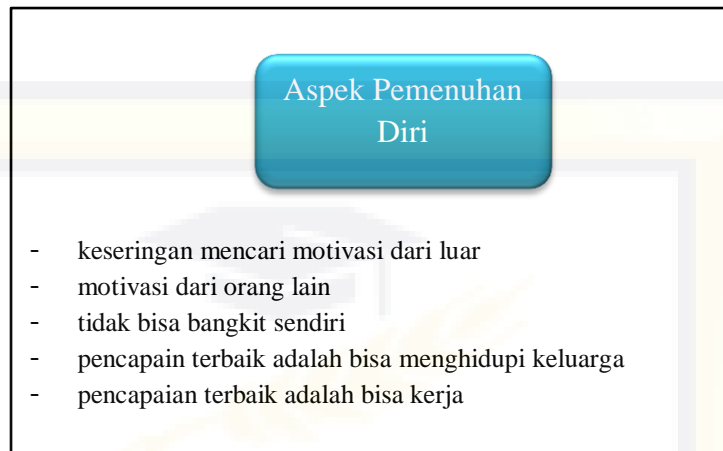 Aspek Pemenuhan
Diri
- keseringan mencari motivasi dari luar
- motivasi dari orang lain
- tidak bisa bangkit sendiri
- pencapain terbaik adalah bisa menghidupi keluarga
- pencapaian terbaik adalah bisa kerja